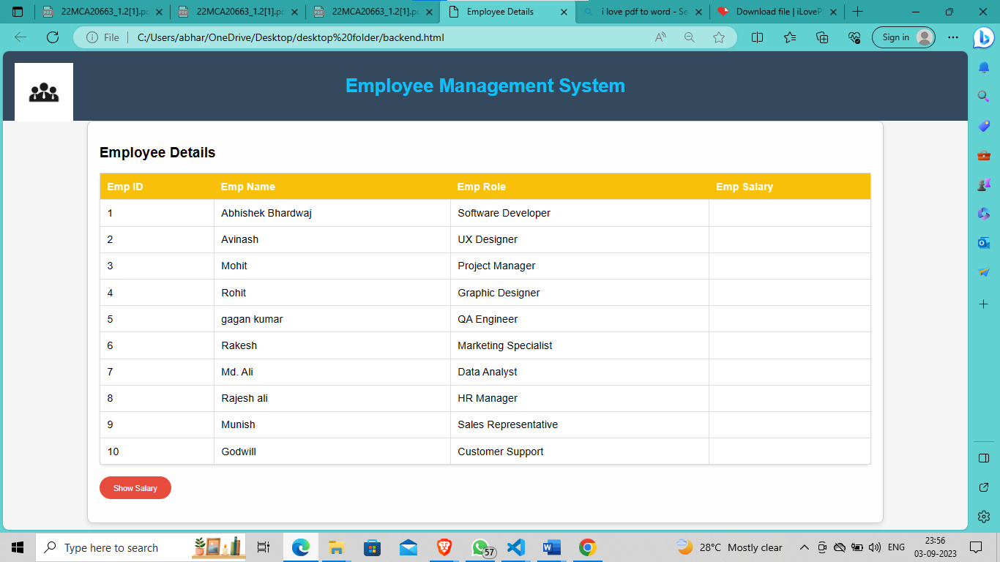 22MCA20663_1.2[1].pd
22MCA20663_1.2[1].pd
22MCA20663_1.2[1].pd
Employee Details
i love pdf to word - Se
Download file | iLoveP
File
C:/Users/abhar/OneDrive/Desktop/desktop%20folder/backend.html
Sign in
Employee Management System
Employee Details
Emp ID Emp Name Emp Role Emp Salary
1 Abhishek Bhardwaj Software Developer
2 Avinash UX Designer
3 Mohit Project Manager
4 Rohit Graphic Designer
5 gagan kumar QA Engineer
6 Rakesh Marketing Specialist
7 Md. Ali Data Analyst
8 Rajesh ali HR Manager
9 Munish Sales Representative
10 Godwill Customer Support
Show Salary
Type here to search
57
28°C Mostly clear
ENG
23:56
03-09-2023